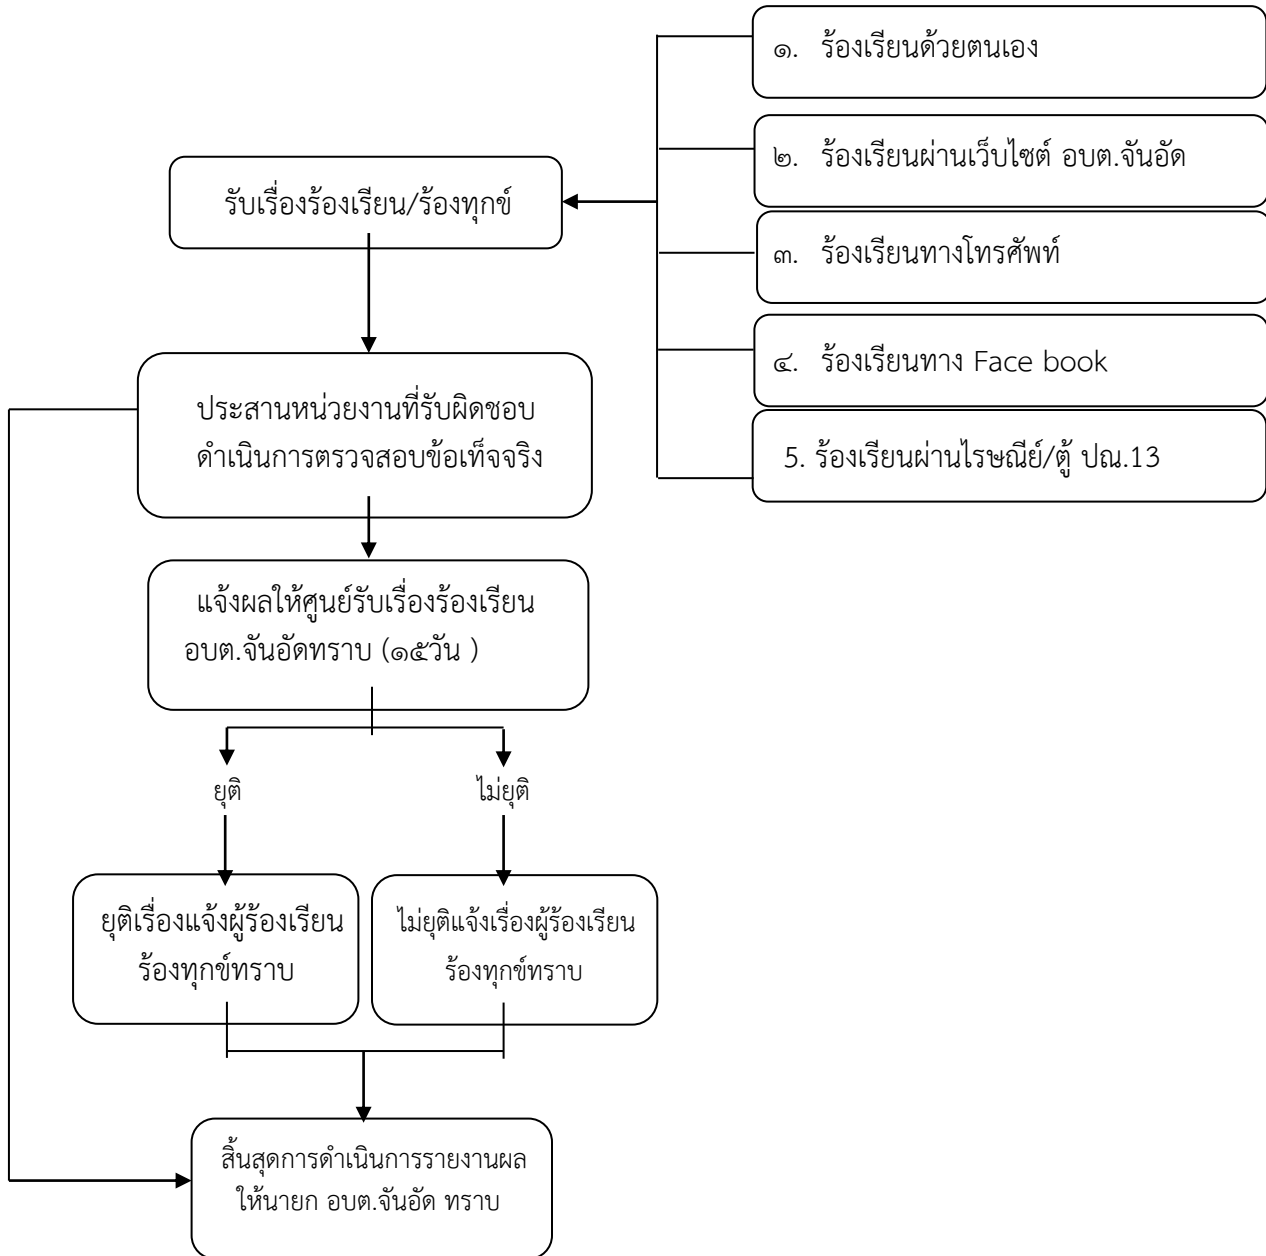 ๑. ร้องเรียนด้วยตนเอง
๒. ร้องเรียนผ่านเว็บไซต์ อบต.จันอัด
๓. ร้องเรียนทางโทรศัพท์
๔. ร้องเรียนทาง Face book
5. ร้องเรียนผ่านไรษณีย์/ตู้ ปณ.13
รับเรื่องร้องเรียน/ร้องทุกข์
ประสานหน่วยงานที่รับผิดชอบ
ดำเนินการตรวจสอบข้อเท็จจริง
แจ้งผลให้ศูนย์รับเรื่องร้องเรียน
อบต.จันอัดทราบ (๑๕วัน )
ยุติ
ไม่ยุติ
ยุติเรื่องแจ้งผู้ร้องเรียน
ร้องทุกข์ทราบ
ไม่ยุติแจ้งเรื่องผู้ร้องเรียน
ร้องทุกข์ทราบ
สิ้นสุดการดำเนินการรายงานผล
ให้นายก อบต.จันอัด ทราบ